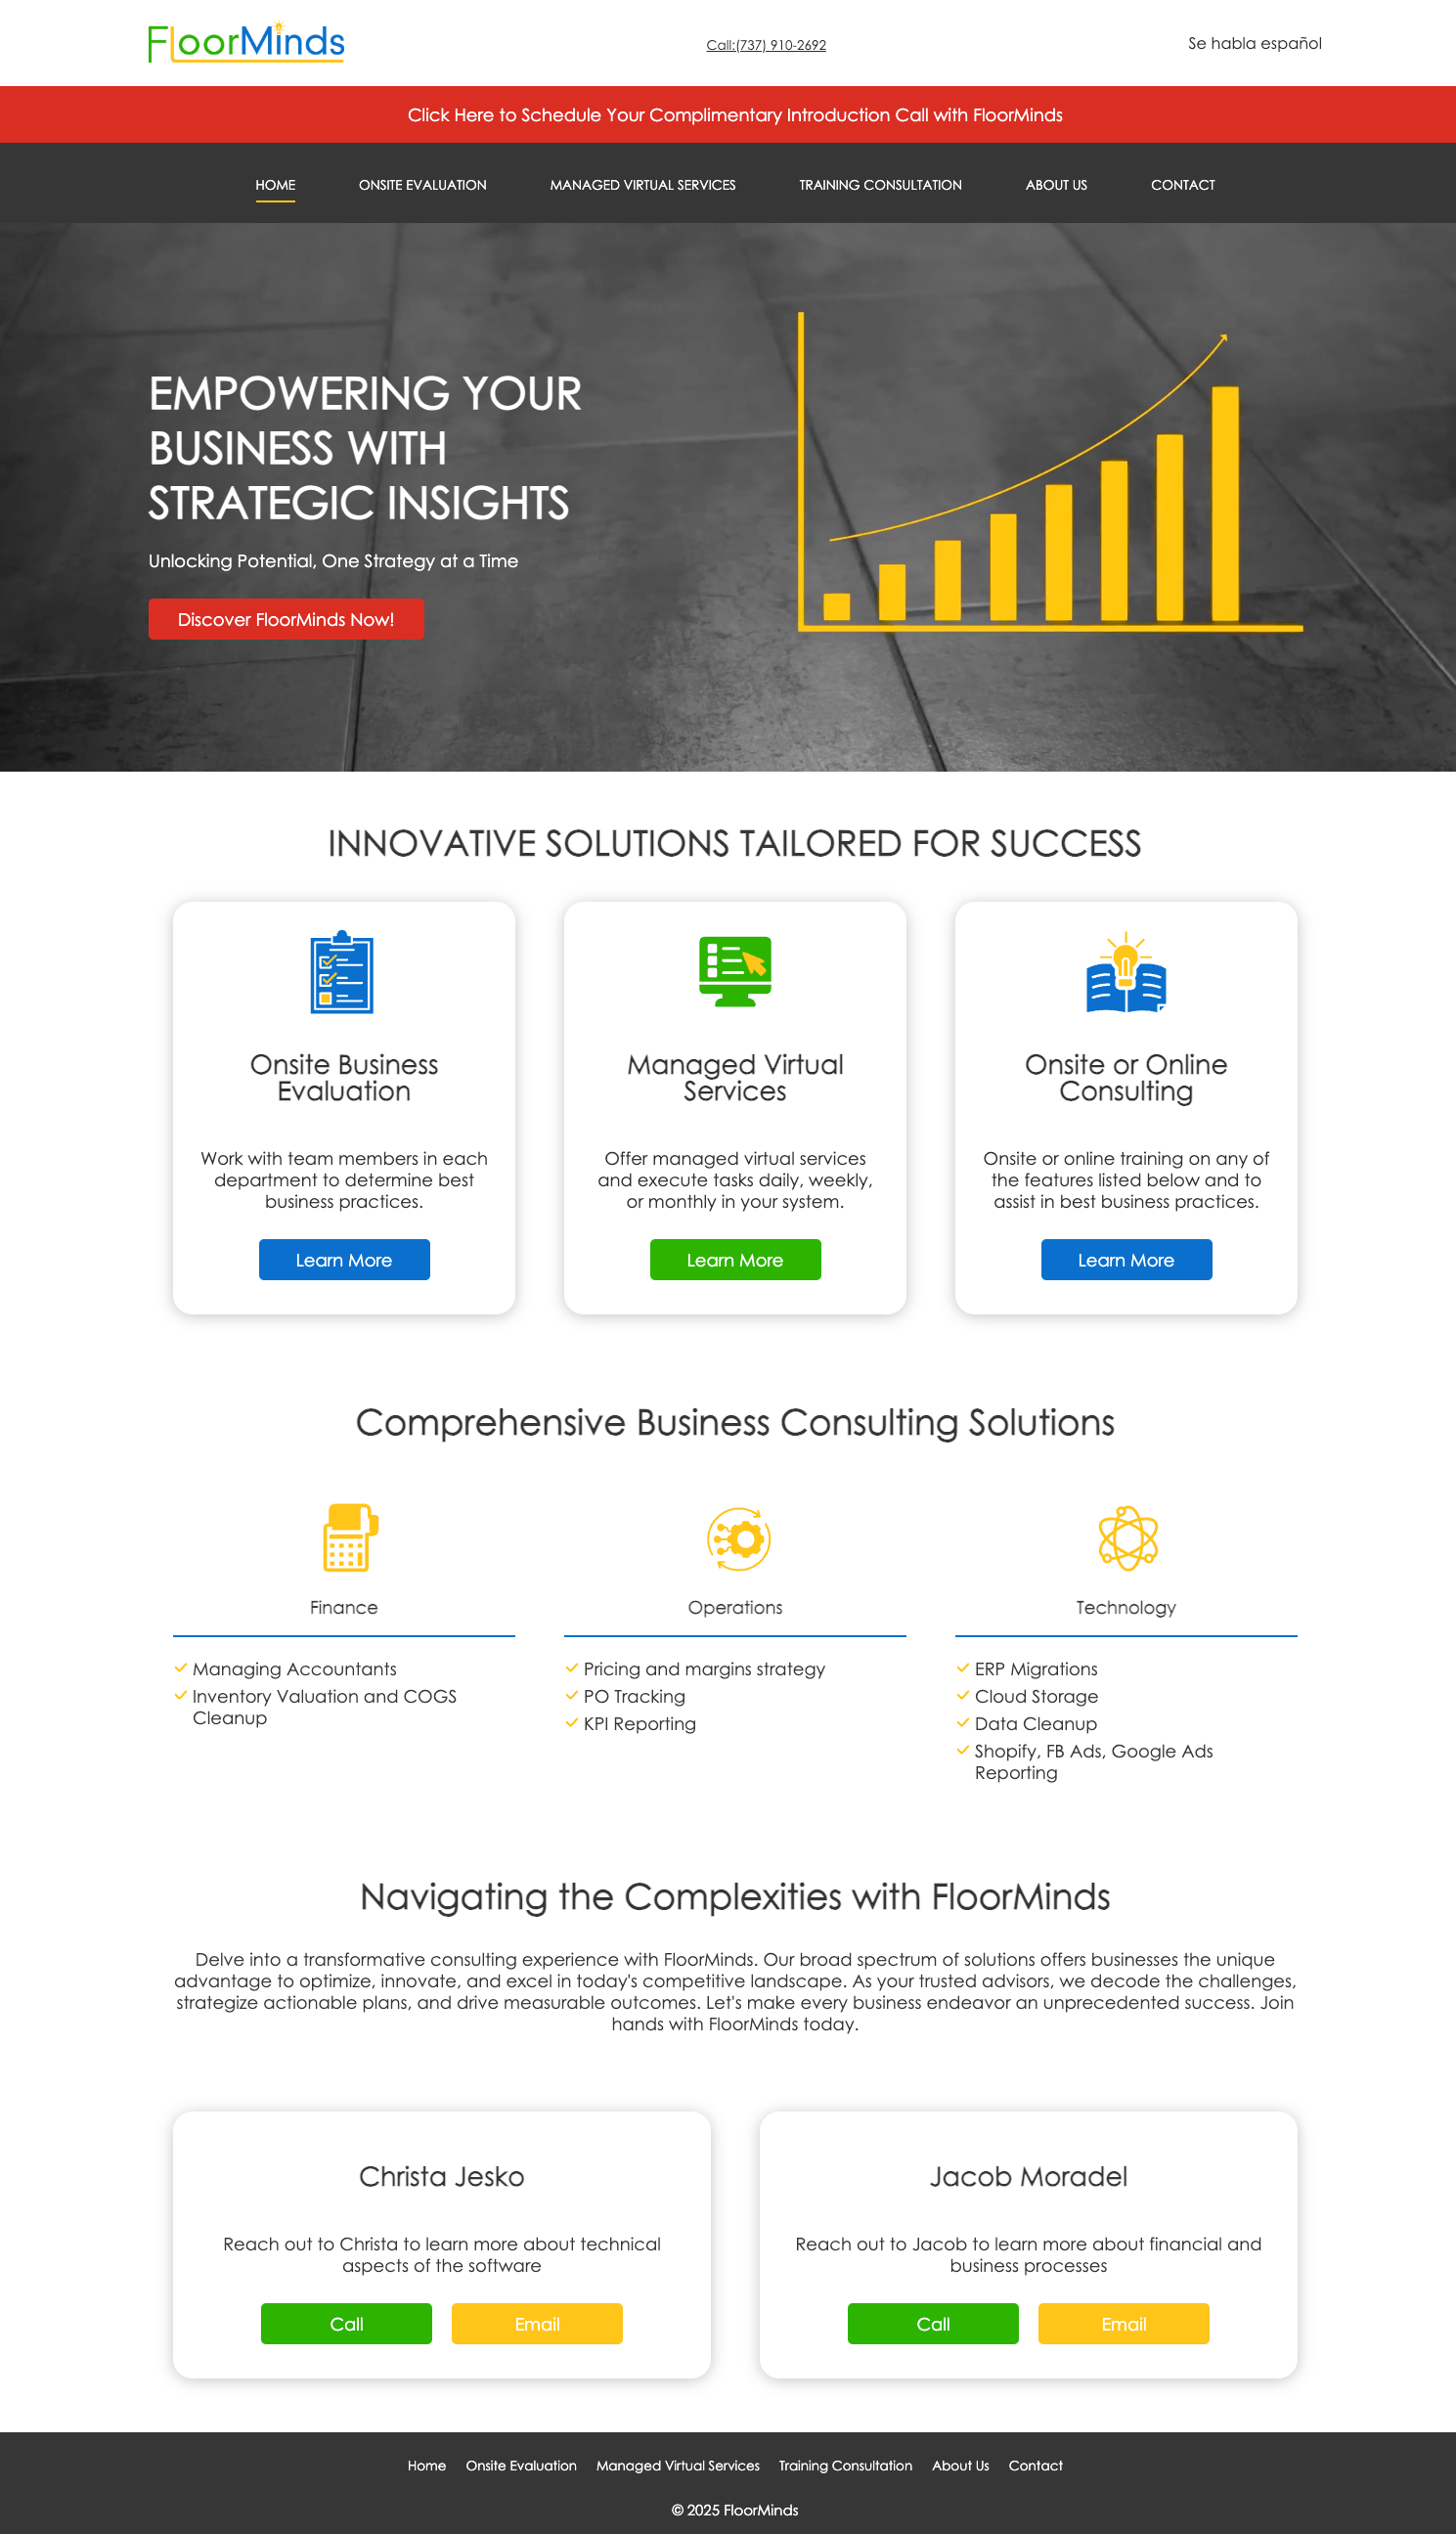 FloorMinds
Call:(737) 910-2692
Se habla español
Click Here to Schedule Your Complimentary Introduction Call with FloorMinds
HOME
ONSITE EVALUATION
MANAGED VIRTUAL SERVICES
TRAINING CONSULTATION
ABOUT US
CONTACT
EMPOWERING YOUR
BUSINESS WITH
STRATEGIC INSIGHTS
Unlocking Potential, One Strategy at a Time
Discover FloorMinds Now!
INNOVATIVE SOLUTIONS TAILORED FOR SUCCESS
Onsite Business
Evaluation
Work with team members in each
department to determine best
business practices.
Learn More
Managed Virtual
Services
Offer managed virtual services
and execute tasks daily, weekly,
or monthly in your system.
Learn More
Onsite or Online
Consulting
Onsite or online training on any of
the features listed below and to
assist in best business practices.
Learn More
Comprehensive Business Consulting Solutions
Finance
Managing Accountants
Inventory Valuation and COGS
Cleanup
Operations
Pricing and margins strategy
PO Tracking
KPI Reporting
Technology
ERP Migrations
Cloud Storage
Data Cleanup
Shopify, FB Ads, Google Ads
Reporting
Navigating the Complexities with FloorMinds
Delve into a transformative consulting experience with FloorMinds. Our broad spectrum of solutions offers businesses the unique
advantage to optimize, innovate, and excel in today's competitive landscape. As your trusted advisors, we decode the challenges,
strategize actionable plans, and drive measurable outcomes. Let's make every business endeavor an unprecedented success. Join
hands with FloorMinds today.
Christa Jesko
Reach out to Christa to learn more about technical
aspects of the software
Call
Email
Jacob Moradel
Reach out to Jacob to learn more about financial and
business processes
Call
Email
Home
Onsite Evaluation
Managed Virtual Services
Training Consultation
About Us
Contact
© 2025 FloorMinds